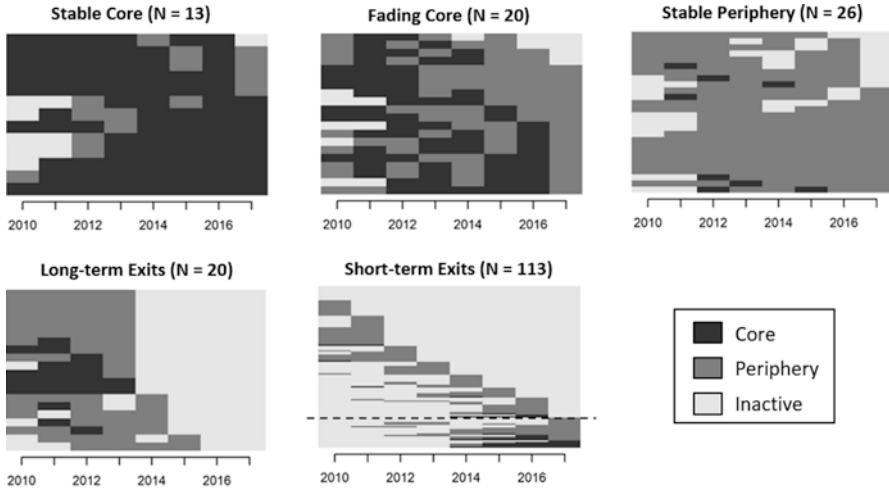 Stable Core (N = 13)
Fading Core (N = 20)
Stable Periphery (N = 26)
2010 2012 2014 2016
2010 2012 2014 2016
2010 2012 2014 2016
Long-term Exits (N = 20)
Short-term Exits (N = 113)
Core
Periphery
Inactive
2010 2012 2014 2016
2010 2012 2014 2016